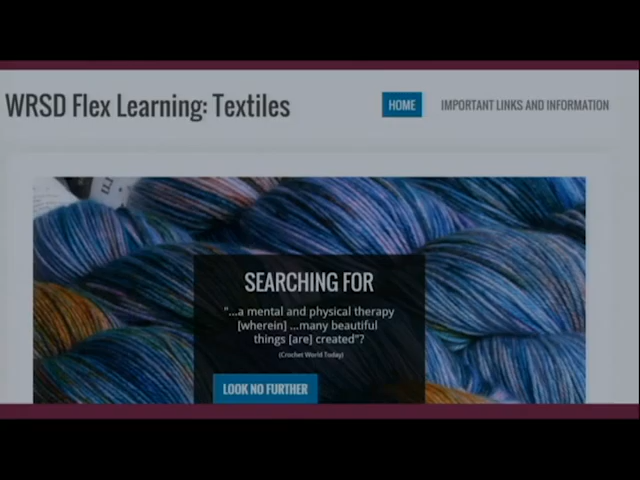 WRSD Flex Learning: Textiles
HOME
IMPORTANT LINKS AND INFORMATION
SEARCHING FOR
"...a mental and physical therapy
[wherein] ...many beautiful
things [are] created"?
(Crochet World Today)
LOOK NO FURTHER